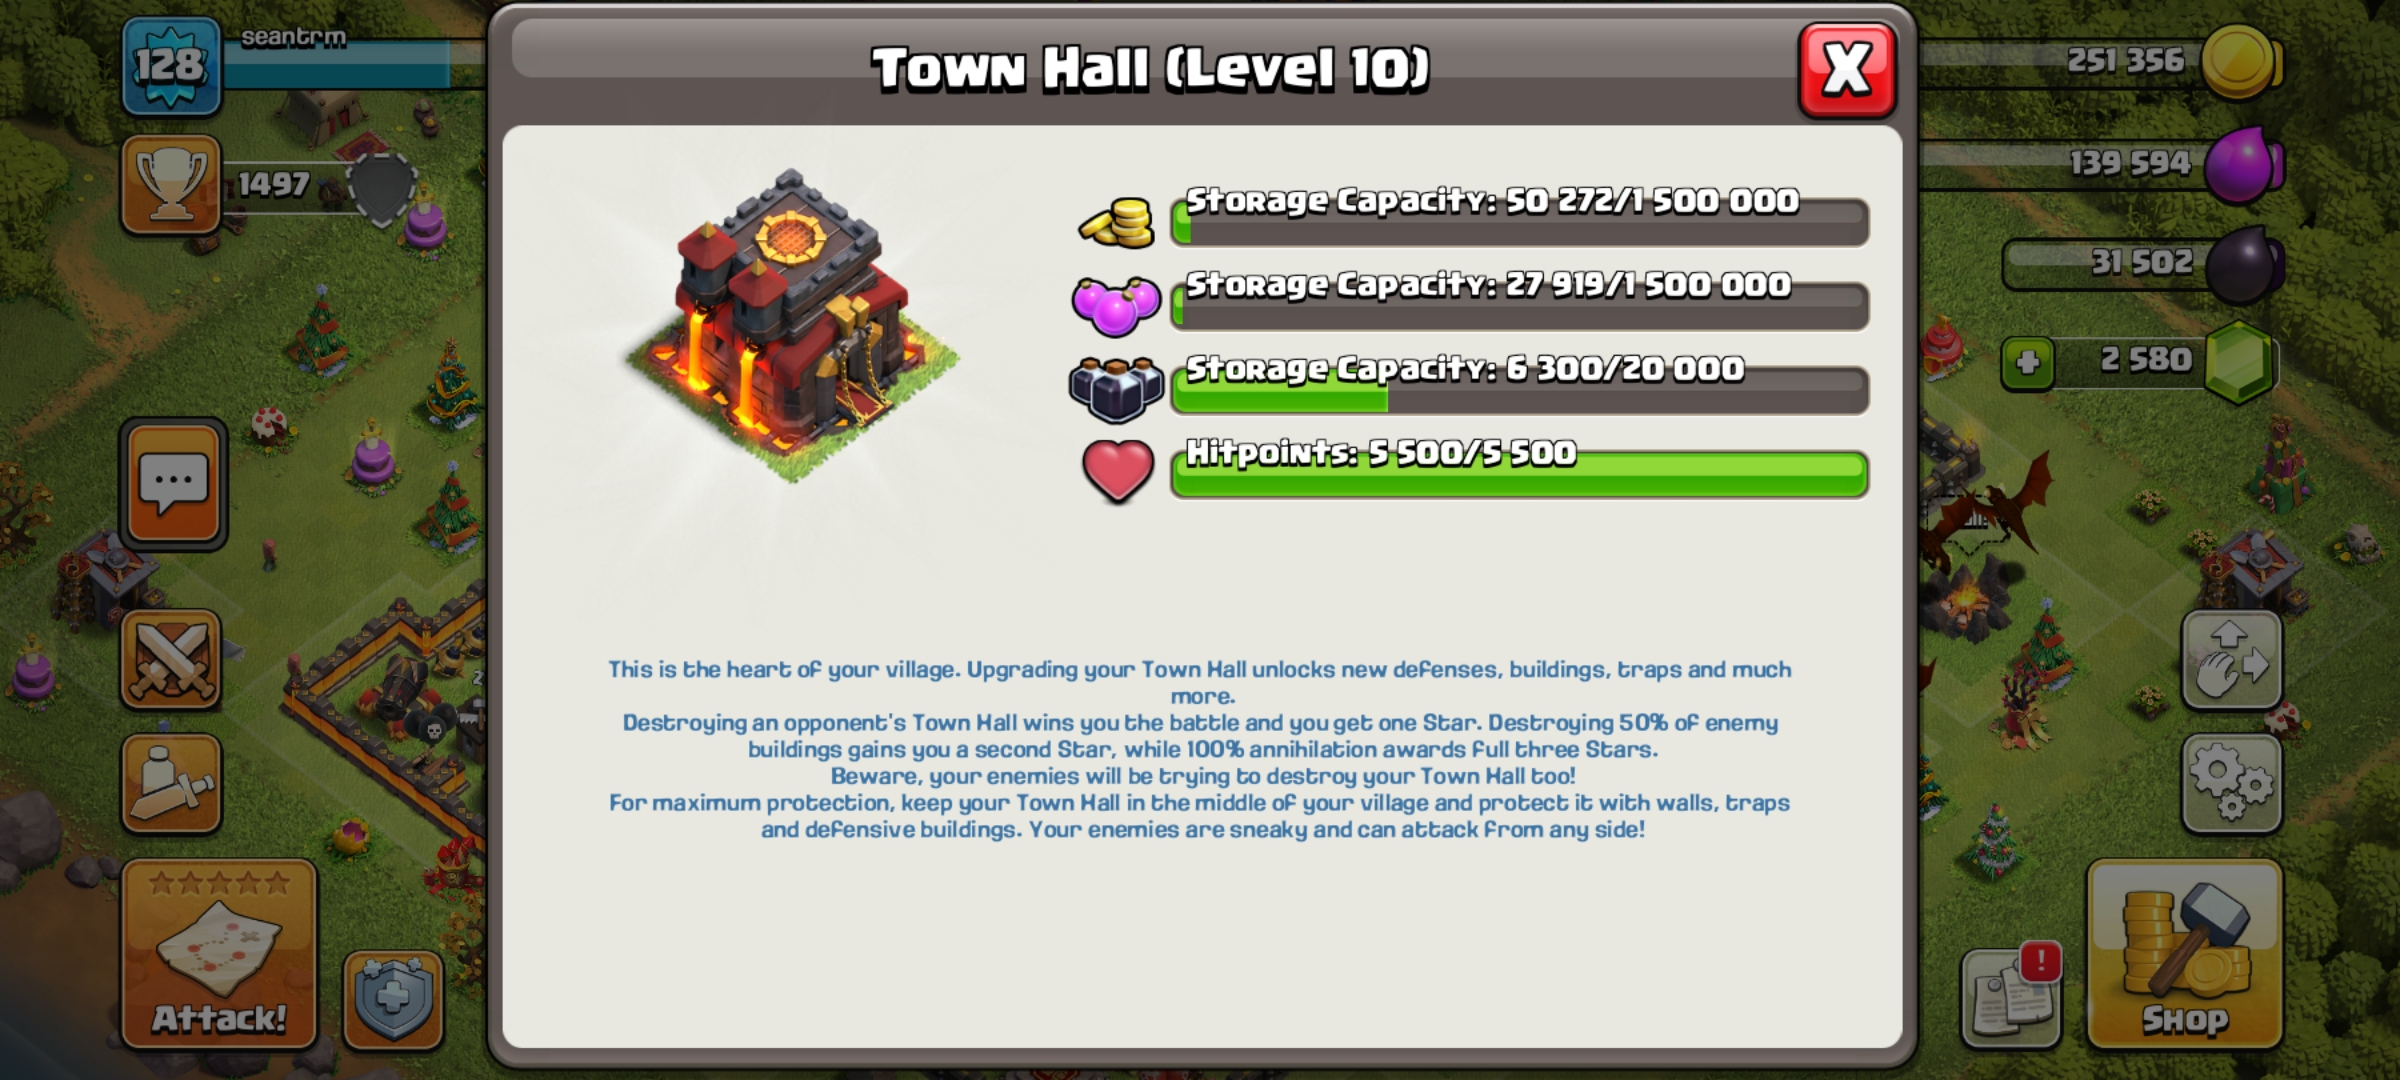 128
seantrm
Town Hall (Level 10)
X
251 356
1497
139 594
Storage Capacity: 50 272/1 500 000
31 502
Storage Capacity: 27 919/1 500 000
2 580
Storage Capacity: 6 300/20 000
Hitpoints: 5 500/5 500
This is the heart of your village. Upgrading your Town Hall unlocks new defenses, buildings, traps and much
more.
Destroying an opponent's Town Hall wins you the battle and you get one Star. Destroying 50% of enemy
buildings gains you a second Star, while 100% annihilation awards full three Stars.
Beware, your enemies will be trying to destroy your Town Hall too!
For maximum protection, keep your Town Hall in the middle of your village and protect it with walls, traps
and defensive buildings. Your enemies are sneaky and can attack from any side!
!
Attack!
Shop